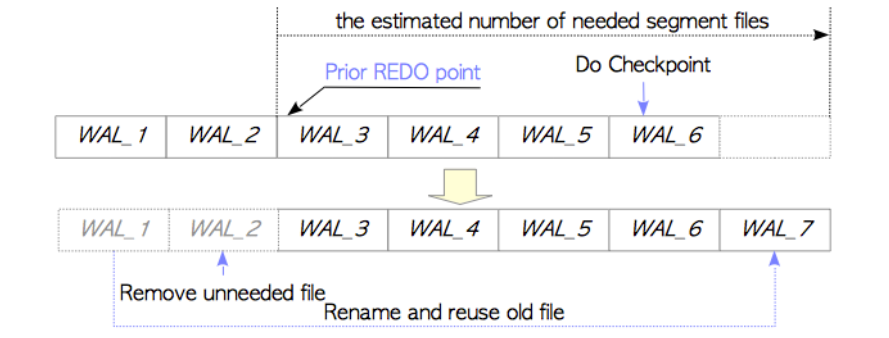 the estimated number of needed segment files
Prior REDO point
Do Checkpoint
WAL_1 WAL_2 WAL_3 WAL_4 WAL_5 WAL_6
WAL_1 WAL_2 WAL_3 WAL_4 WAL_5 WAL_6 WAL_7
Remove unneeded file
Rename and reuse old file